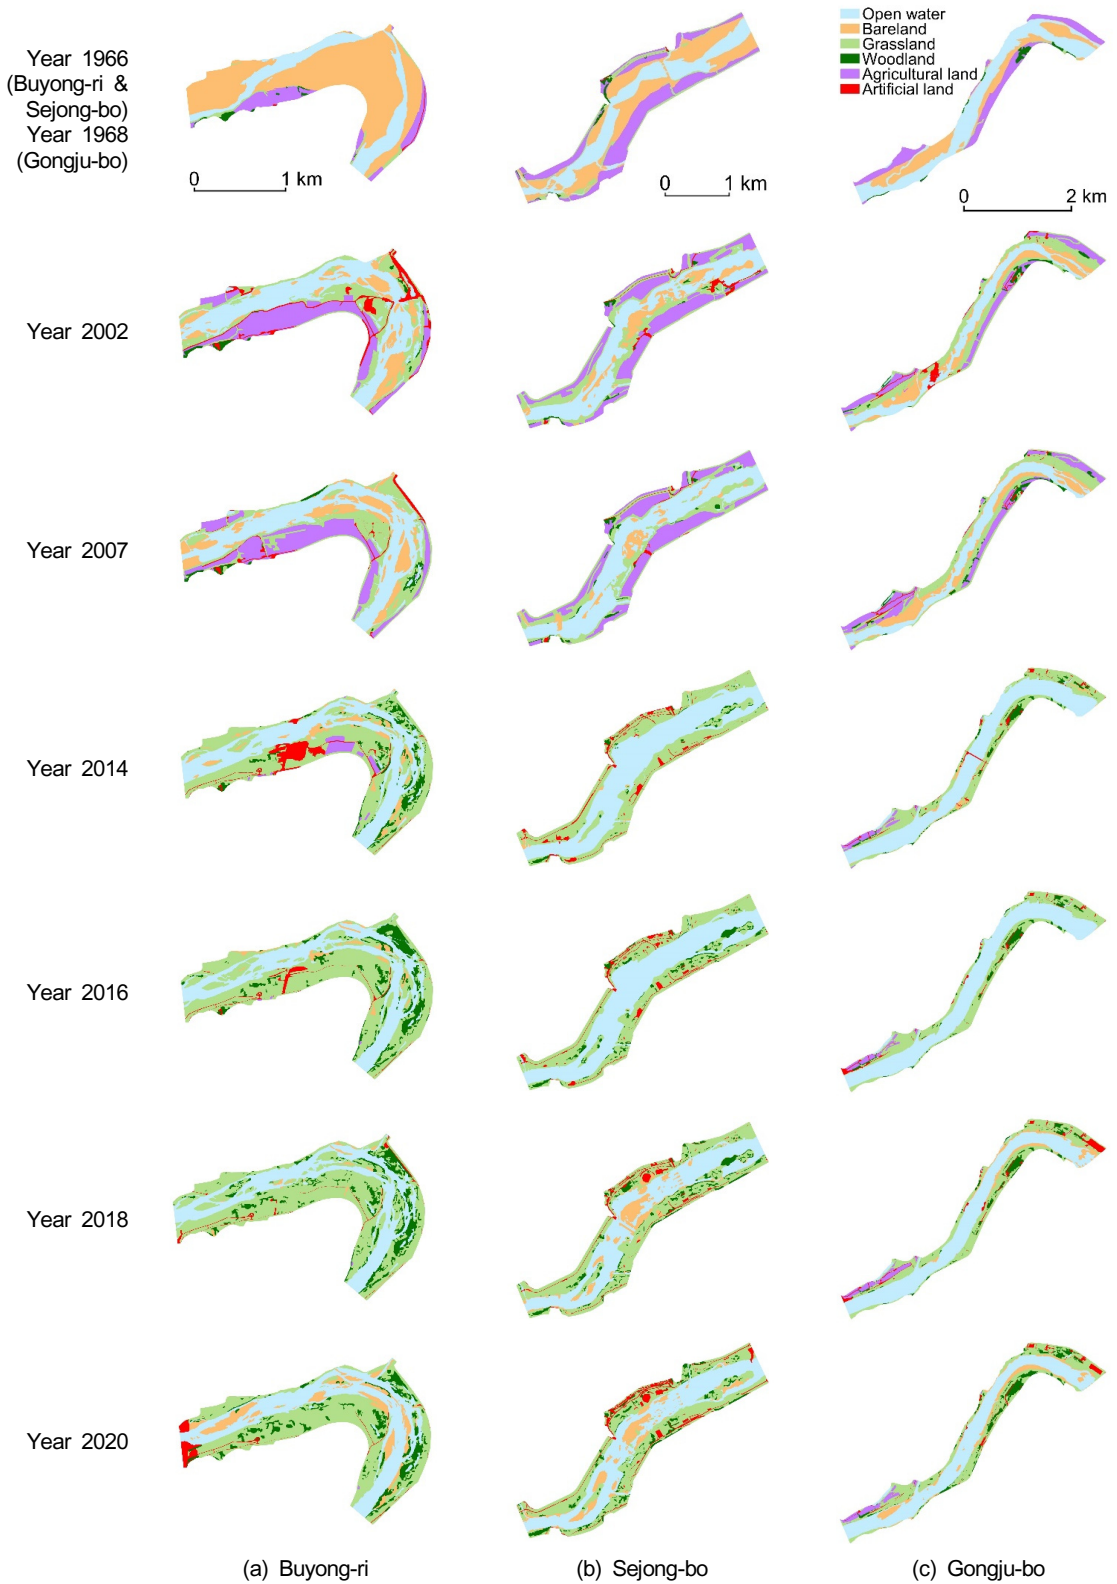 Year 1966
(Buyong-ri &
Sejong-bo)
Year 1968
(Gongju-bo)
Open water
Bareland
Grassland
Woodland
Agricultural land
Artificial land
0 1 km
0 1 km
0 2 km
Year 2002
Year 2007
Year 2014
Year 2016
Year 2018
Year 2020
(a) Buyong-ri
(b) Sejong-bo
(c) Gongju-bo